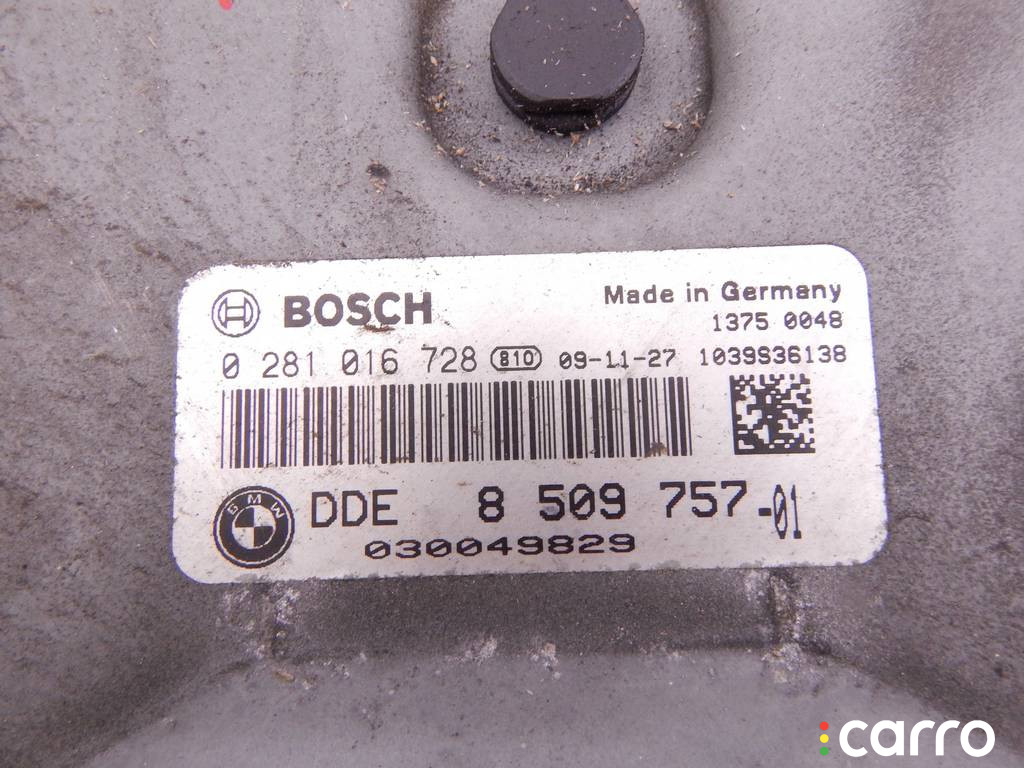 BOSCH
Made in Germany
1375 0048
0 281 016 728 810 09-11-27 1039S36138
BMW
DDE 8 509 757-01
030049829
carro